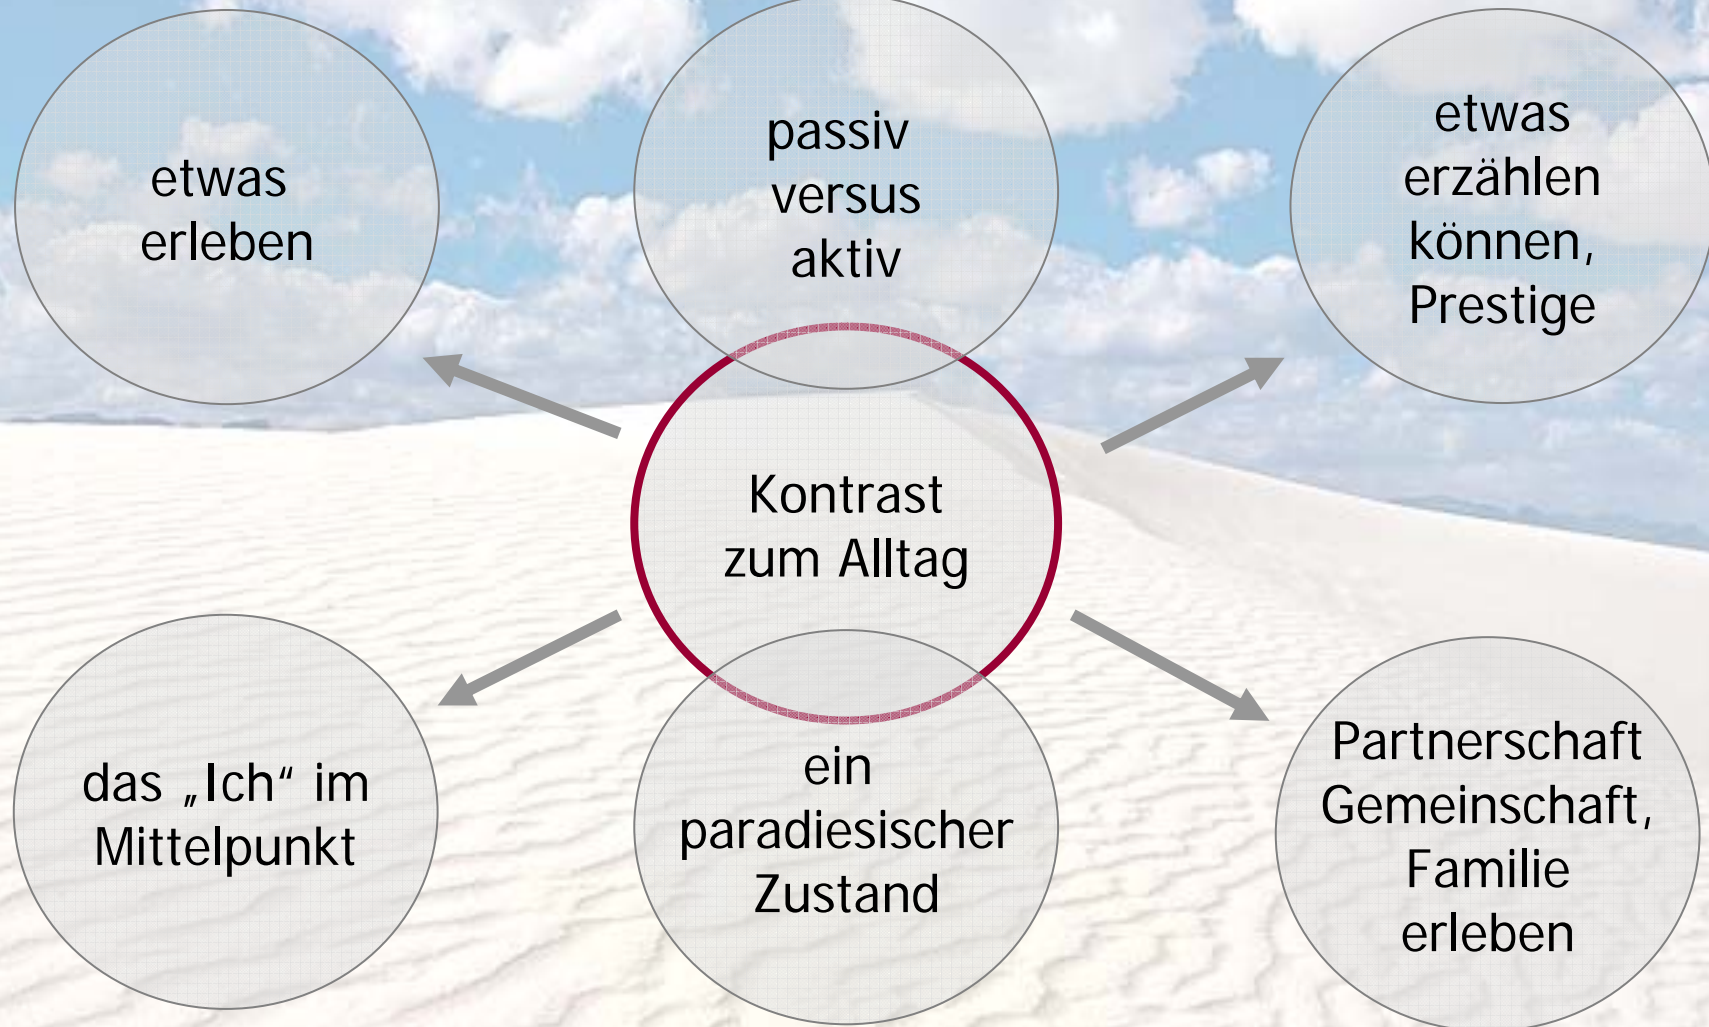 etwas
erleben
passiv
versus
aktiv
etwas
erzählen
können,
Prestige
Kontrast
zum Alltag
das „Ich“ im
Mittelpunkt
ein
paradiesischer
Zustand
Partnerschaft
Gemeinschaft,
Familie
erleben